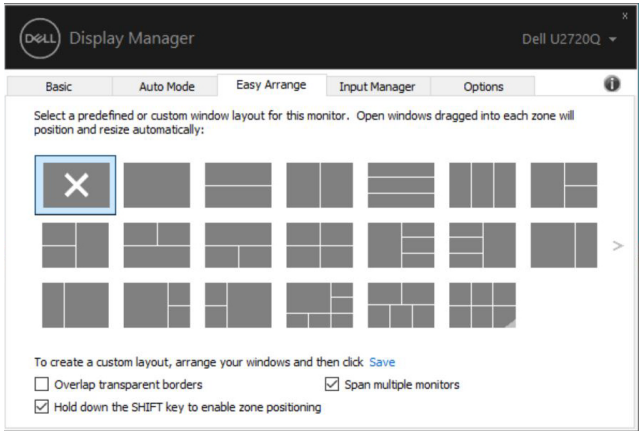 DELL Display Manager
x
Dell U2720Q
Basic Auto Mode Easy Arrange Input Manager Options i
Select a predefined or custom window layout for this monitor. Open windows dragged into each zone will
position and resize automatically:
>
To create a custom layout, arrange your windows and then click Save
Overlap transparent borders Span multiple monitors
Hold down the SHIFT key to enable zone positioning